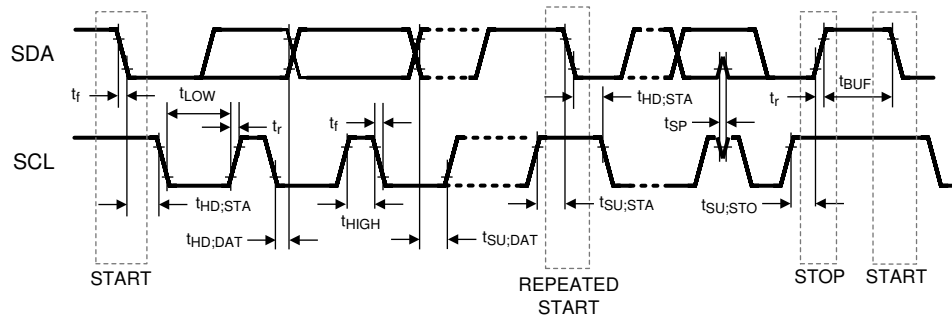 SDA
t_f
t_LOW
t_r
t_f
t_HD;STA
t_SP
t_r
t_BUF
SCL
t_HD;STA
t_HD;DAT
t_HIGH
t_SU;DAT
t_SU;STA
t_SU;STO
START
REPEATED
START
STOP
START